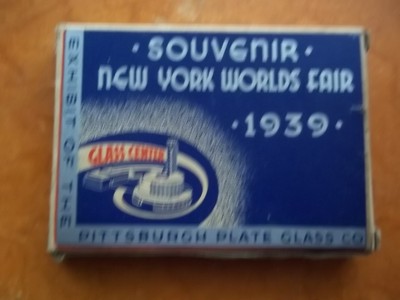 · SOUVENIR ·
NEW YORK WORLDS FAIR
· 1939 ·
GLASS CENTER
EXHIBIT OF THE
PITTSBURGH PLATE GLASS CO